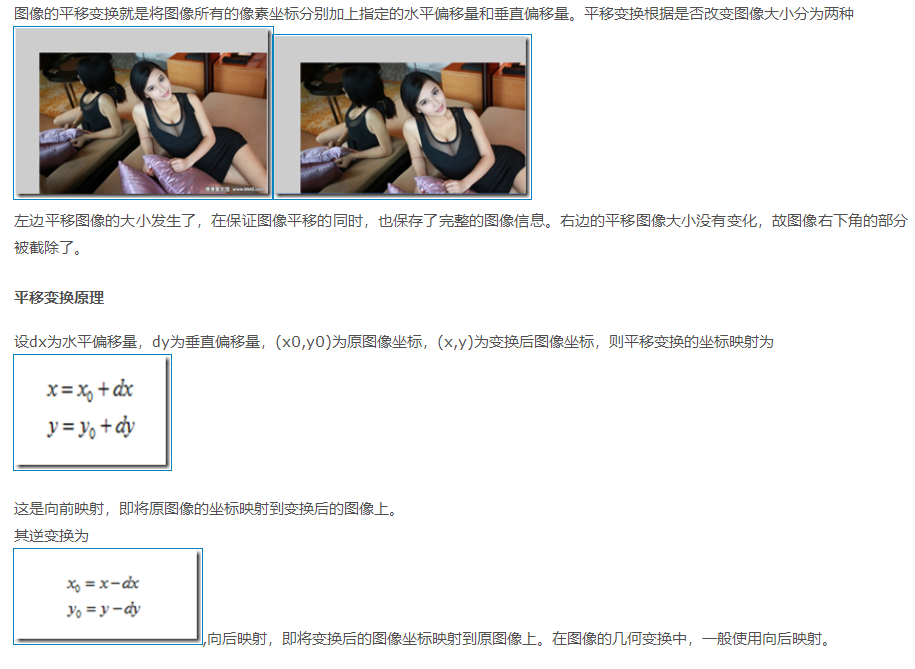 图像的平移变换就是将图像所有的像素坐标分别加上指定的水平偏移量和垂直偏移量。平移变换根据是否改变图像大小分为两种
左边平移图像的大小发生了，在保证图像平移的同时，也保存了完整的图像信息。右边的平移图像大小没有变化，故图像右下角的部分
被截除了。
平移变换原理
设dx为水平偏移量，dy为垂直偏移量，(x0,y0)为原图像坐标，(x,y)为变换后图像坐标，则平移变换的坐标映射为
x = x₀ + dx
y = y₀ + dy
这是向前映射，即将原图像的坐标映射到变换后的图像上。
其逆变换为
x₀ = x − dx
y₀ = y − dy
,向后映射，即将变换后的图像坐标映射到原图像上。在图像的几何变换中，一般使用向后映射。